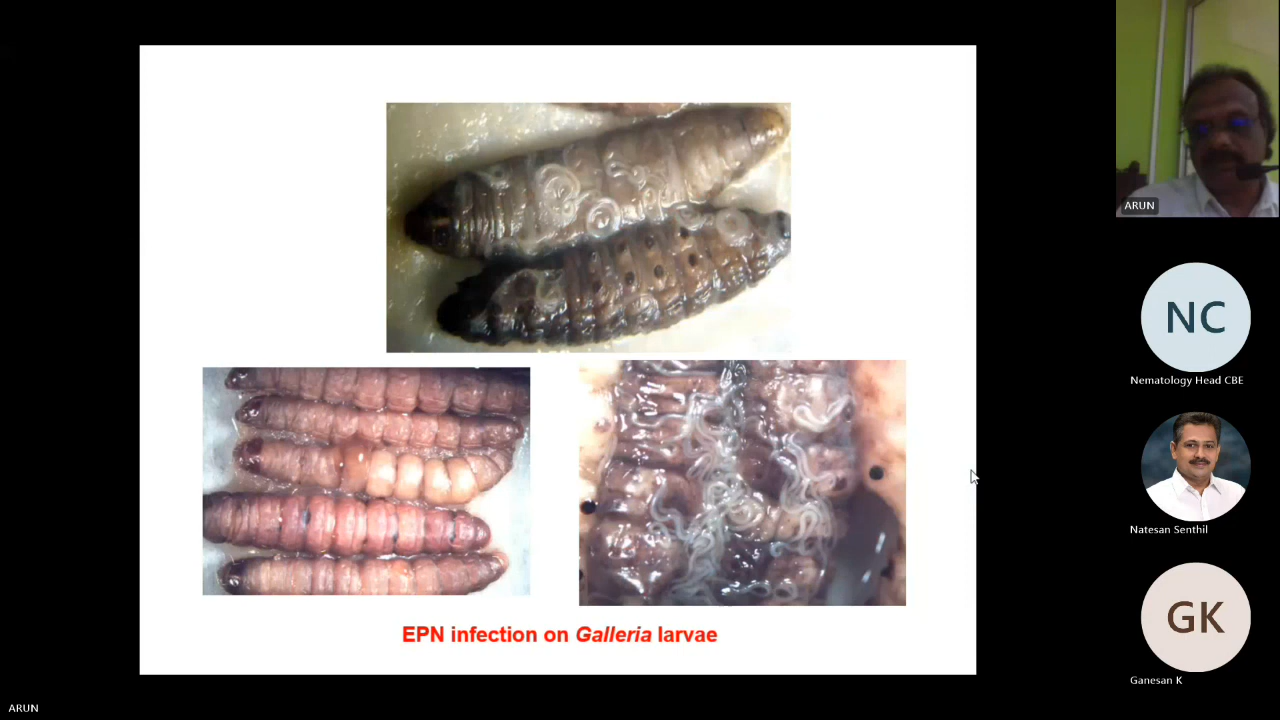 EPN infection on Galleria larvae
ARUN
NC
Nematology Head CBE
Natesan Senthil
GK
Ganesan K
ARUN